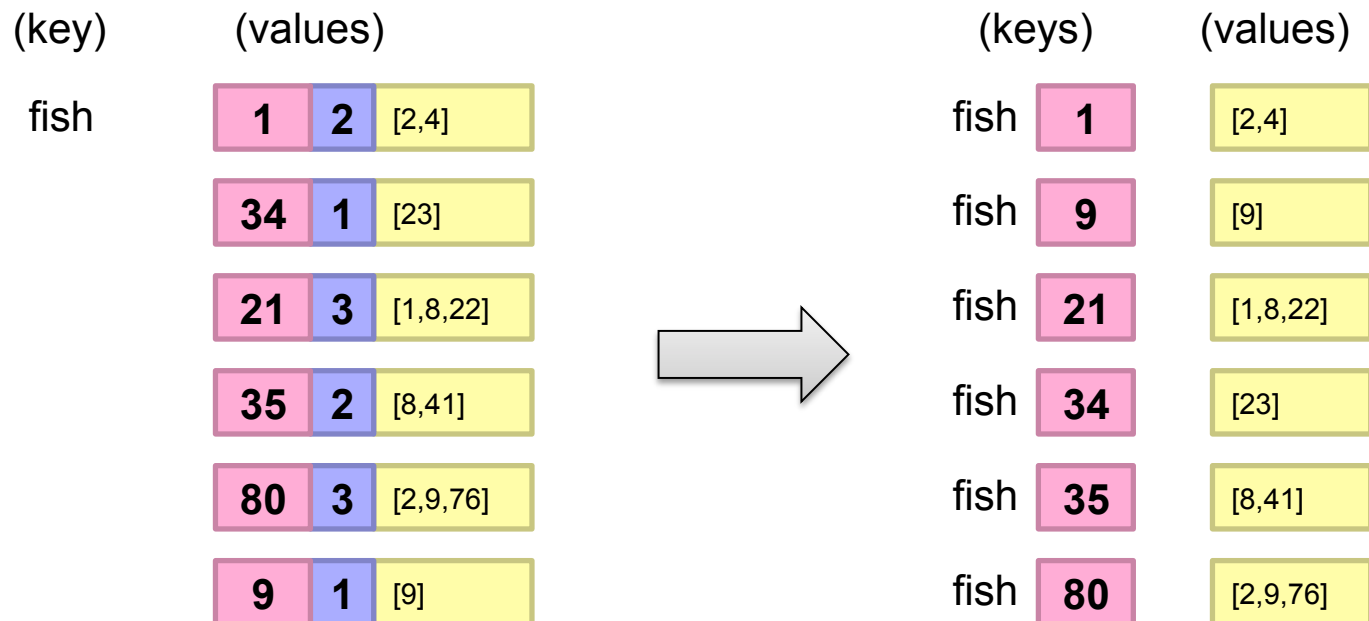 (key) (values) (keys) (values)
fish 1 2 [2,4] fish 1 [2,4]
34 1 [23] fish 9 [9]
21 3 [1,8,22] fish 21 [1,8,22]
35 2 [8,41] fish 34 [23]
80 3 [2,9,76] fish 35 [8,41]
9 1 [9] fish 80 [2,9,76]